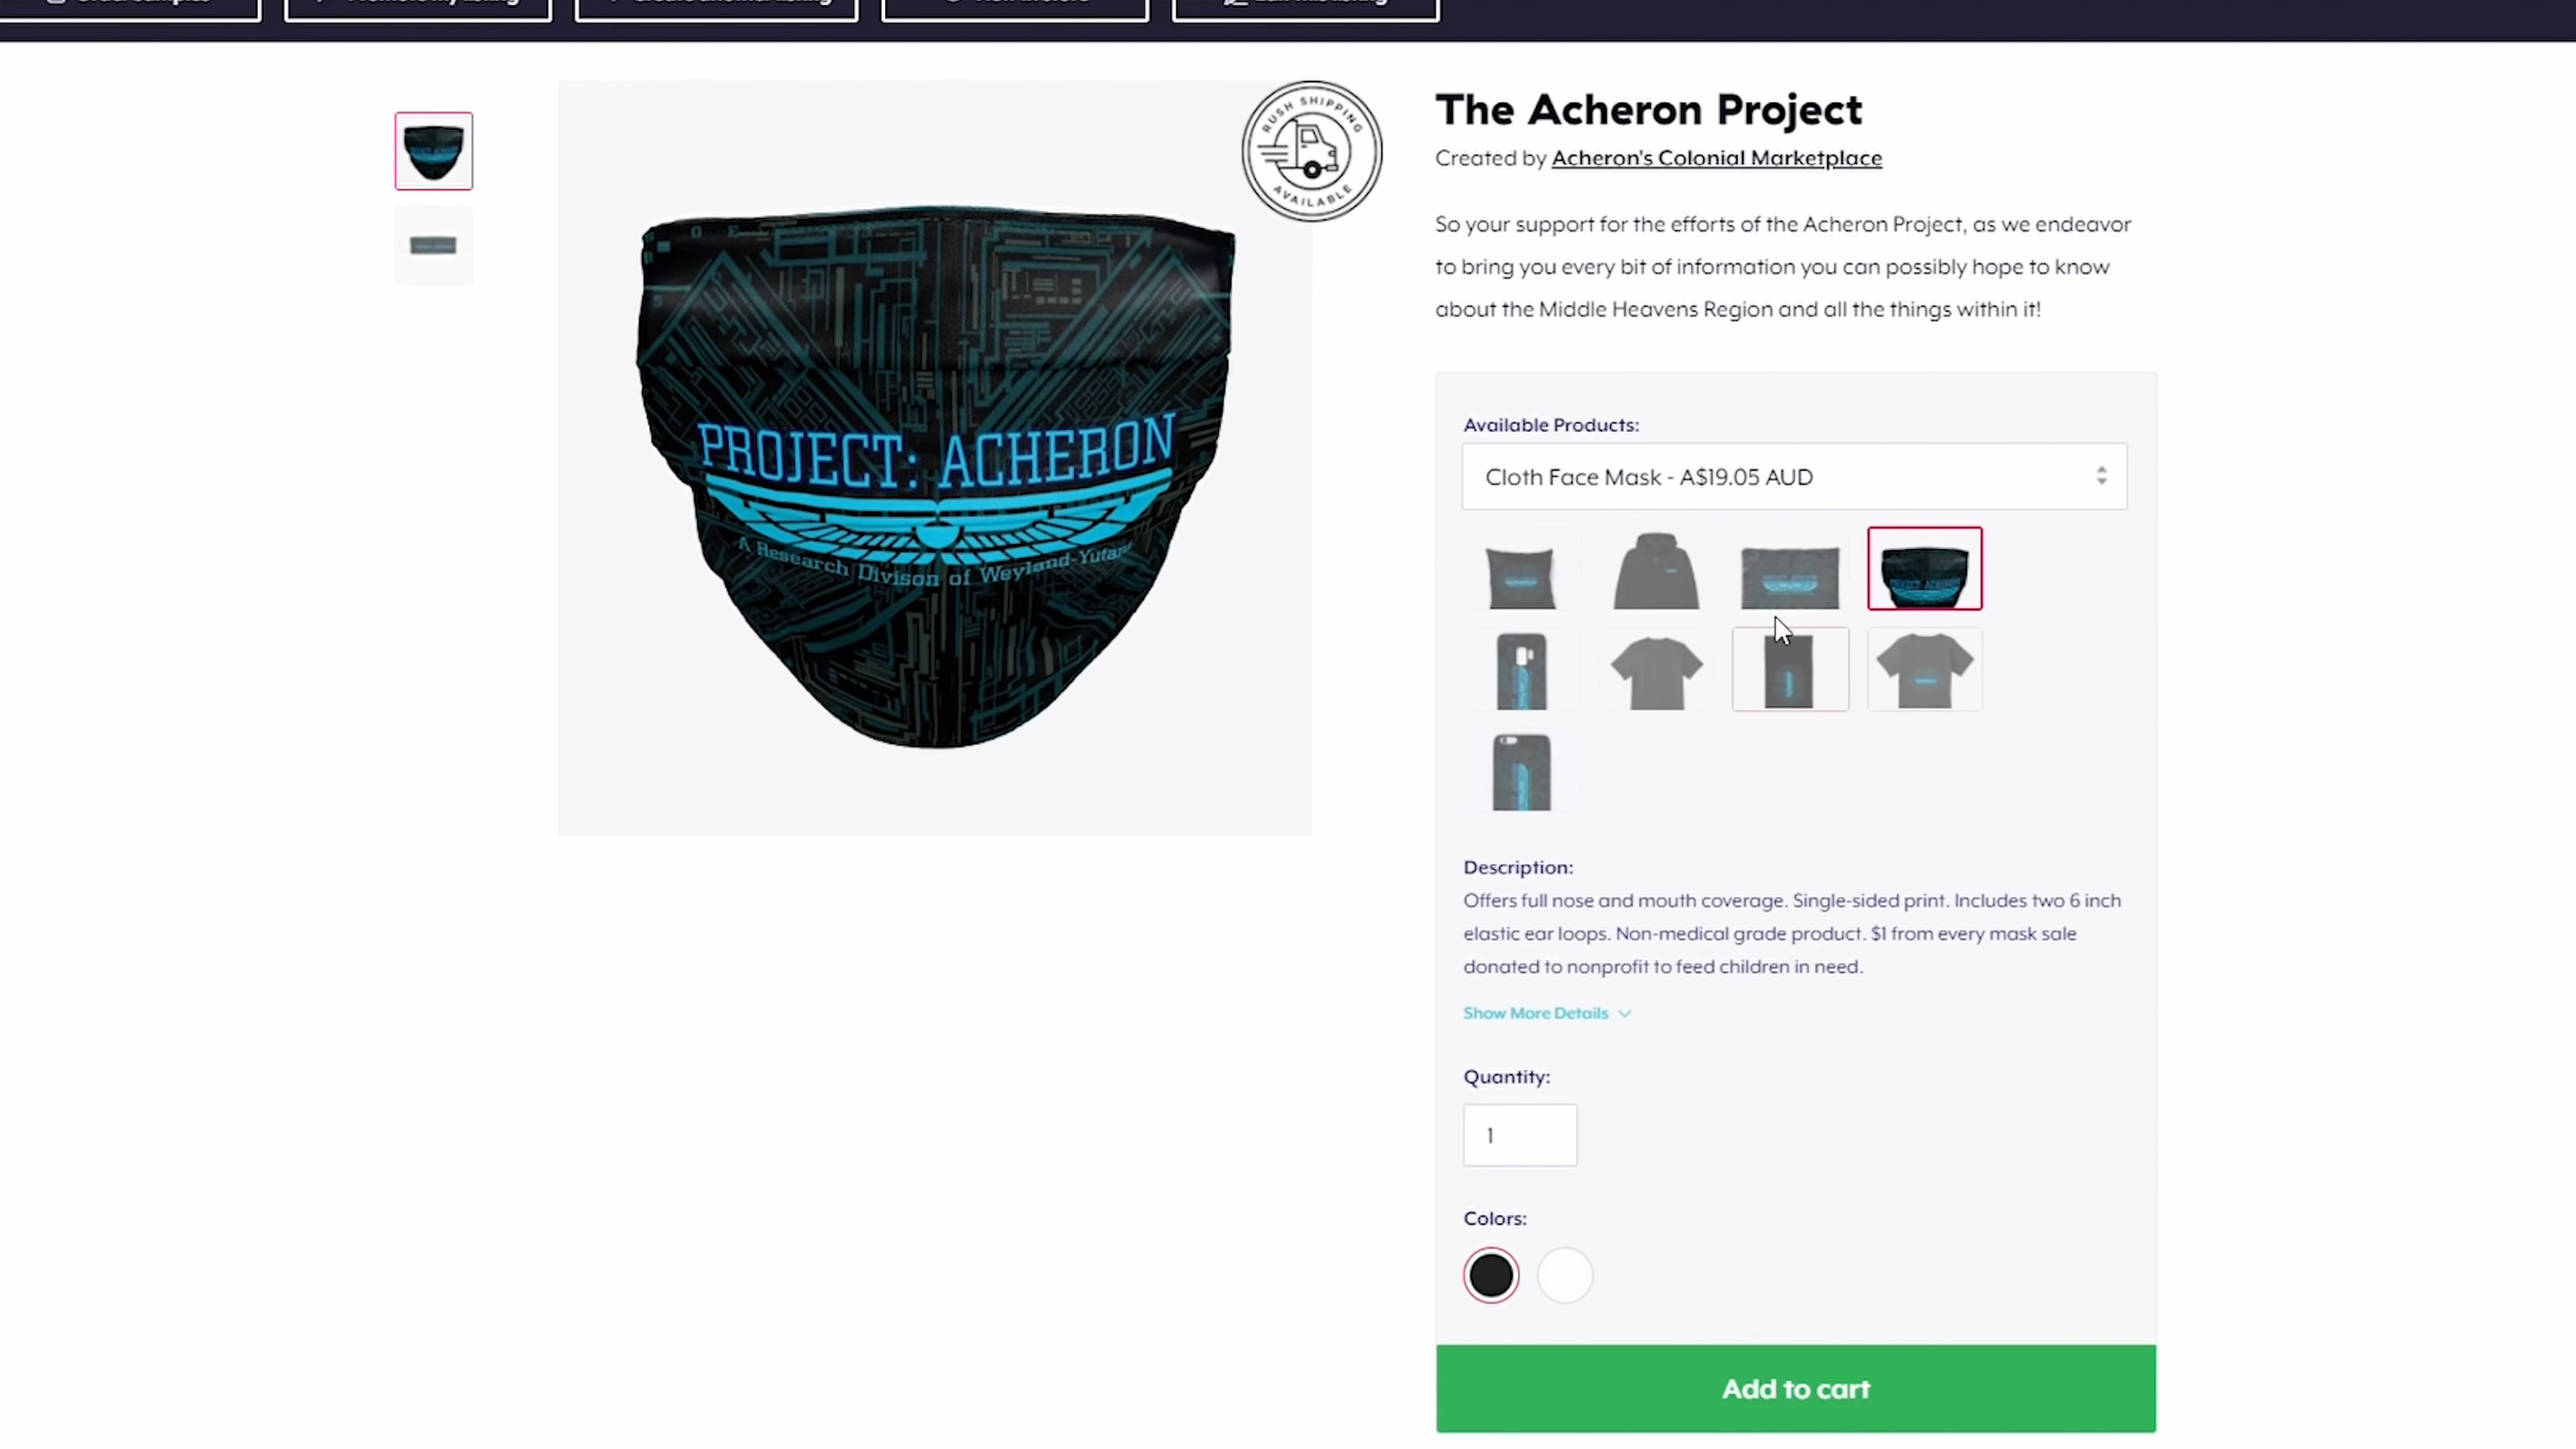 RUSH SHIPPING
AVAILABLE
PROJECT: ACHERON
A Research Divison of Weyland-Yutani
The Acheron Project
Created by Acheron's Colonial Marketplace
So your support for the efforts of the Acheron Project, as we endeavor
to bring you every bit of information you can possibly hope to know
about the Middle Heavens Region and all the things within it!
Available Products:
Cloth Face Mask - A$19.05 AUD
Description:
Offers full nose and mouth coverage. Single-sided print. Includes two 6 inch
elastic ear loops. Non-medical grade product. $1 from every mask sale
donated to nonprofit to feed children in need.
Show More Details
Quantity:
1
Colors:
Add to cart